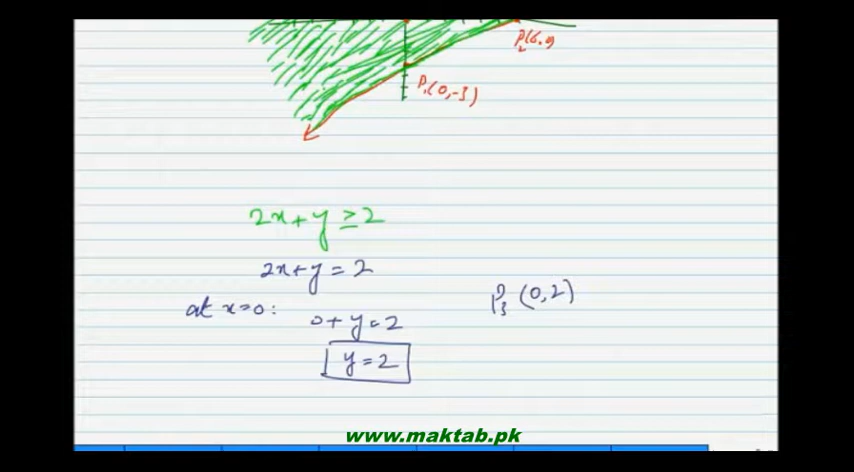 P2(6,0)
P1(0,-3)
2x+y≥2
2x+y=2
at x=0:
P3 (0,2)
0+y=2
y=2
www.maktab.pk